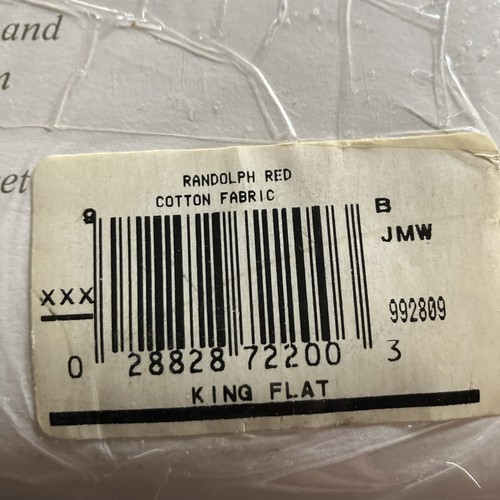 and
n
et
RANDOLPH RED
COTTON FABRIC
9 B
JMW
XXX
992809
0 28828 72200 3
KING FLAT